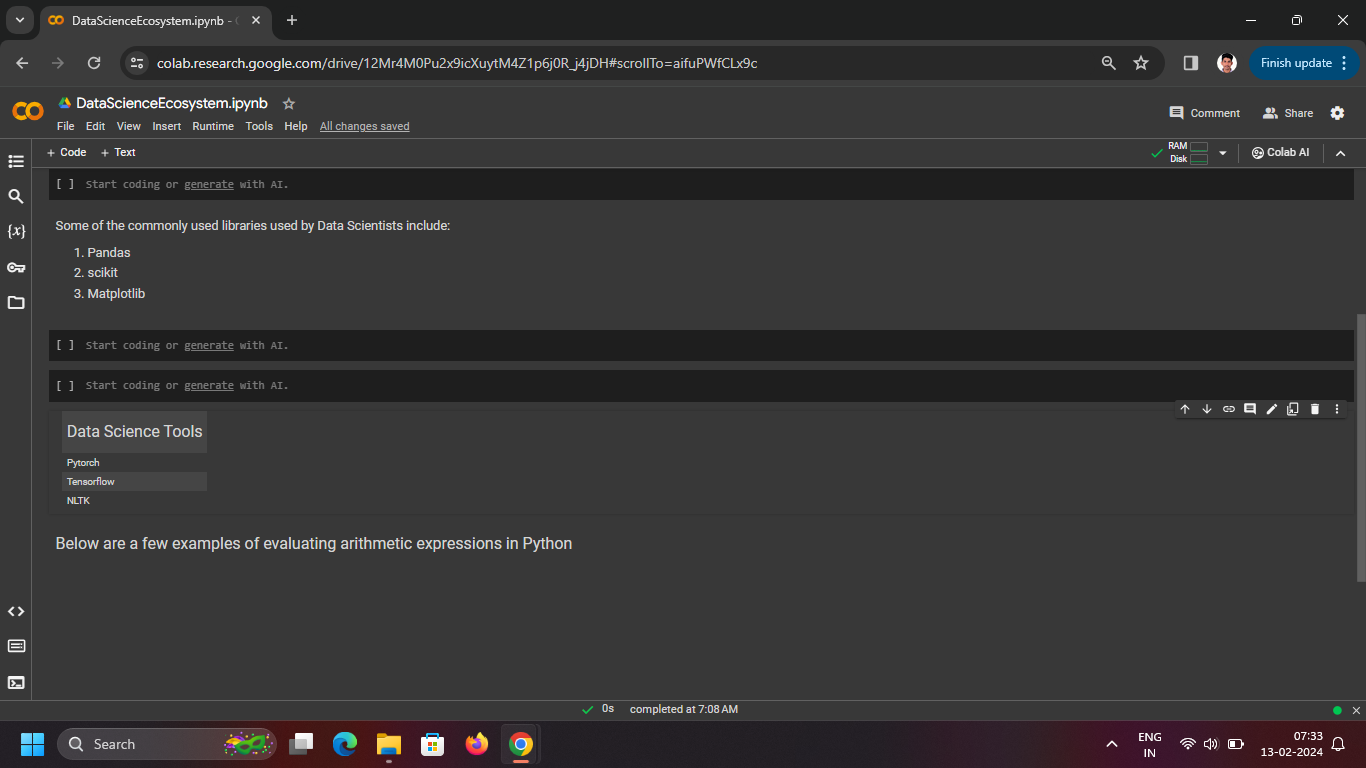 DataScienceEcosystem.ipynb -
colab.research.google.com/drive/12Mr4M0Pu2x9icXuytM4Z1p6j0R_j4jDH#scrollTo=aifuPWfCLx9c
Finish update
DataScienceEcosystem.ipynb
File Edit View Insert Runtime Tools Help All changes saved
Comment Share
+ Code + Text
RAM
Disk
Colab AI
[ ] Start coding or generate with AI.
Some of the commonly used libraries used by Data Scientists include:
1. Pandas
2. scikit
3. Matplotlib
[ ] Start coding or generate with AI.
[ ] Start coding or generate with AI.
Data Science Tools
Pytorch
Tensorflow
NLTK
Below are a few examples of evaluating arithmetic expressions in Python
0s completed at 7:08 AM
Search
ENG
IN
07:33
13-02-2024